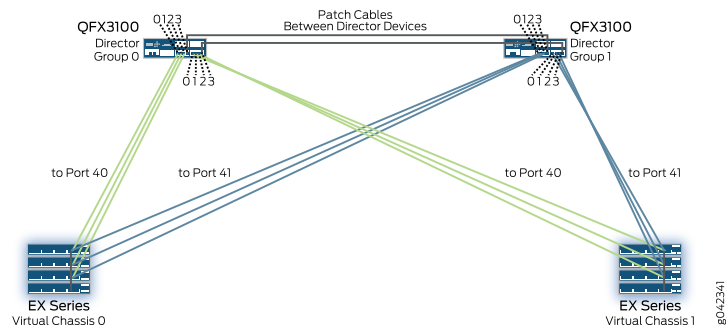 QFX3100
0123
Patch Cables
Between Director Devices
0123
QFX3100
Director
Group 0
Director
Group 1
0123
0123
to Port 40
to Port 41
to Port 40
to Port 41
EX Series
Virtual Chassis 0
EX Series
Virtual Chassis 1
g042341